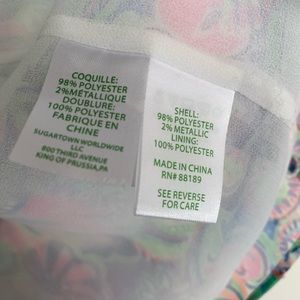 COQUILLE:
98% POLYESTER
2%METALLIQUE
DOUBLURE:
100% POLYESTER
FABRIQUE EN
CHINE
SUGARTOWN WORLDWIDE
LLC
800 THIRD AVENUE
KING OF PRUSSIA,PA
SHELL:
98% POLYESTER
2% METALLIC
LINING:
100% POLYESTER
MADE IN CHINA
RN# 88189
SEE REVERSE
FOR CARE